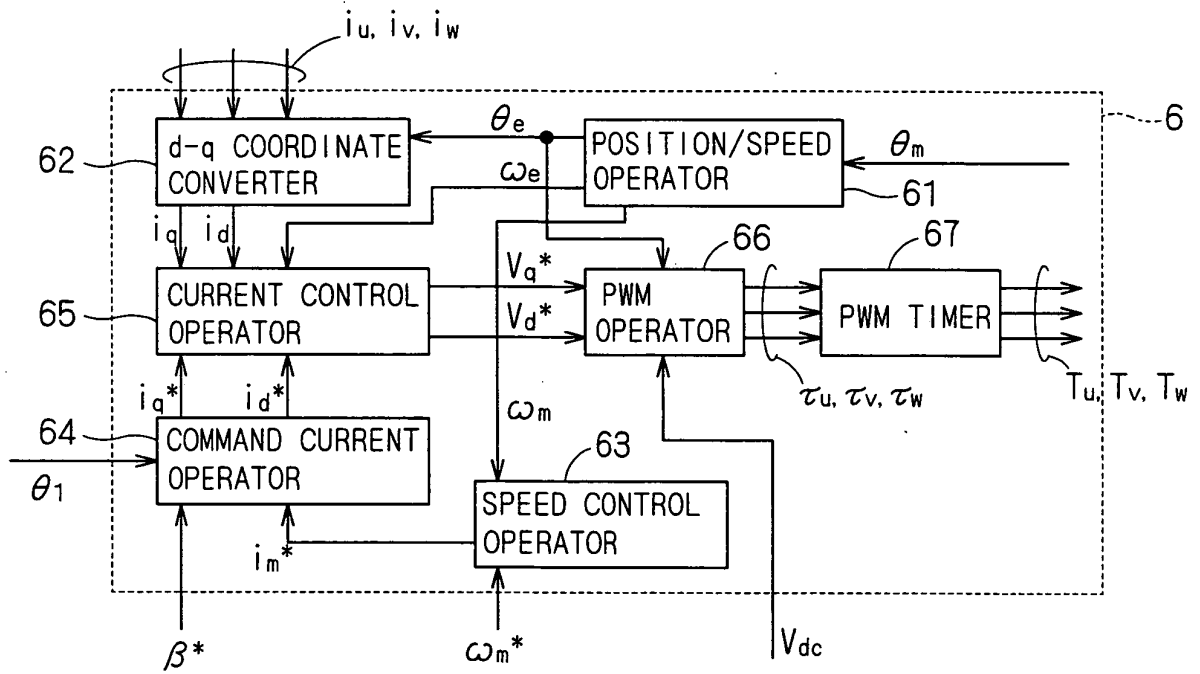 iu, iv, iw
6
62
d-q COORDINATE
CONVERTER
θe
POSITION/SPEED
OPERATOR
θm
61
ωe
iq
id
65
CURRENT CONTROL
OPERATOR
Vq*
Vd*
66
PWM
OPERATOR
67
PWM TIMER
τu, τv, τw
Tu, Tv, Tw
iq*
id*
ωm
64
COMMAND CURRENT
OPERATOR
θ1
63
SPEED CONTROL
OPERATOR
im*
β*
ωm*
Vdc